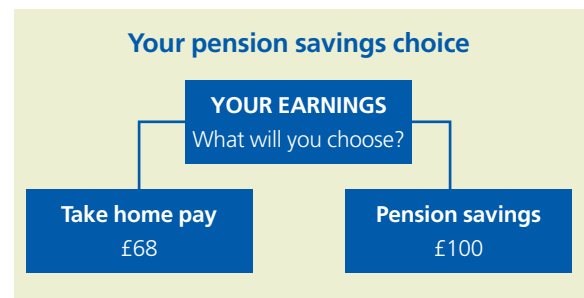 Your pension savings choice
YOUR EARNINGS
What will you choose?
Take home pay
£68
Pension savings
£100